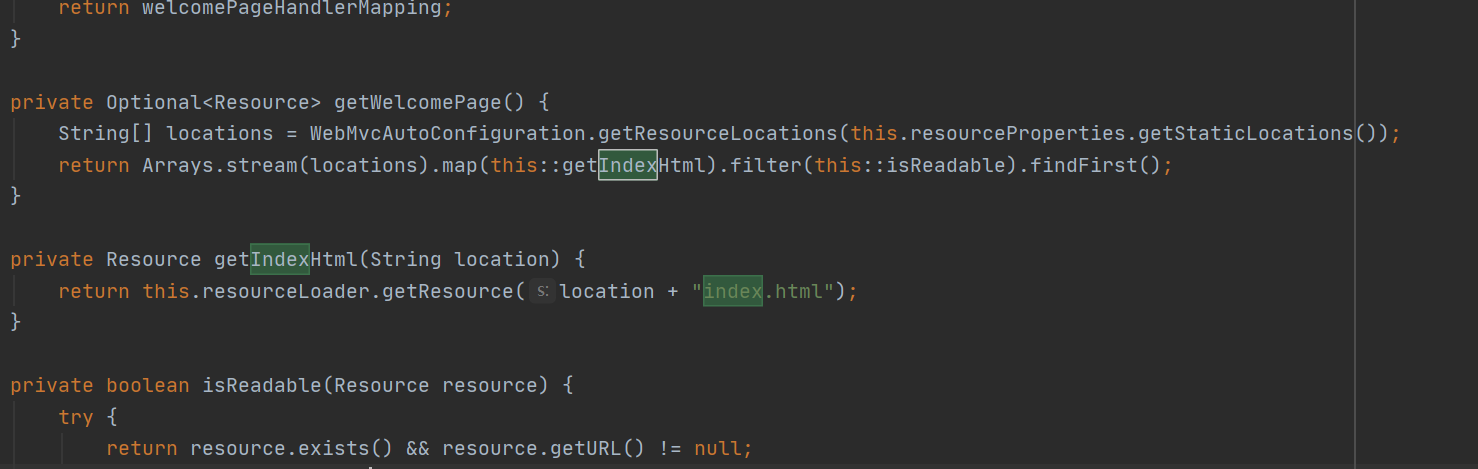 return welcomePageHandlerMapping;
}
private Optional<Resource> getWelcomePage() {
String[] locations = WebMvcAutoConfiguration.getResourceLocations(this.resourceProperties.getStaticLocations());
return Arrays.stream(locations).map(this::getIndexHtml).filter(this::isReadable).findFirst();
}
private Resource getIndexHtml(String location) {
return this.resourceLoader.getResource( s: location + "index.html");
}
private boolean isReadable(Resource resource) {
try {
return resource.exists() && resource.getURL() != null;